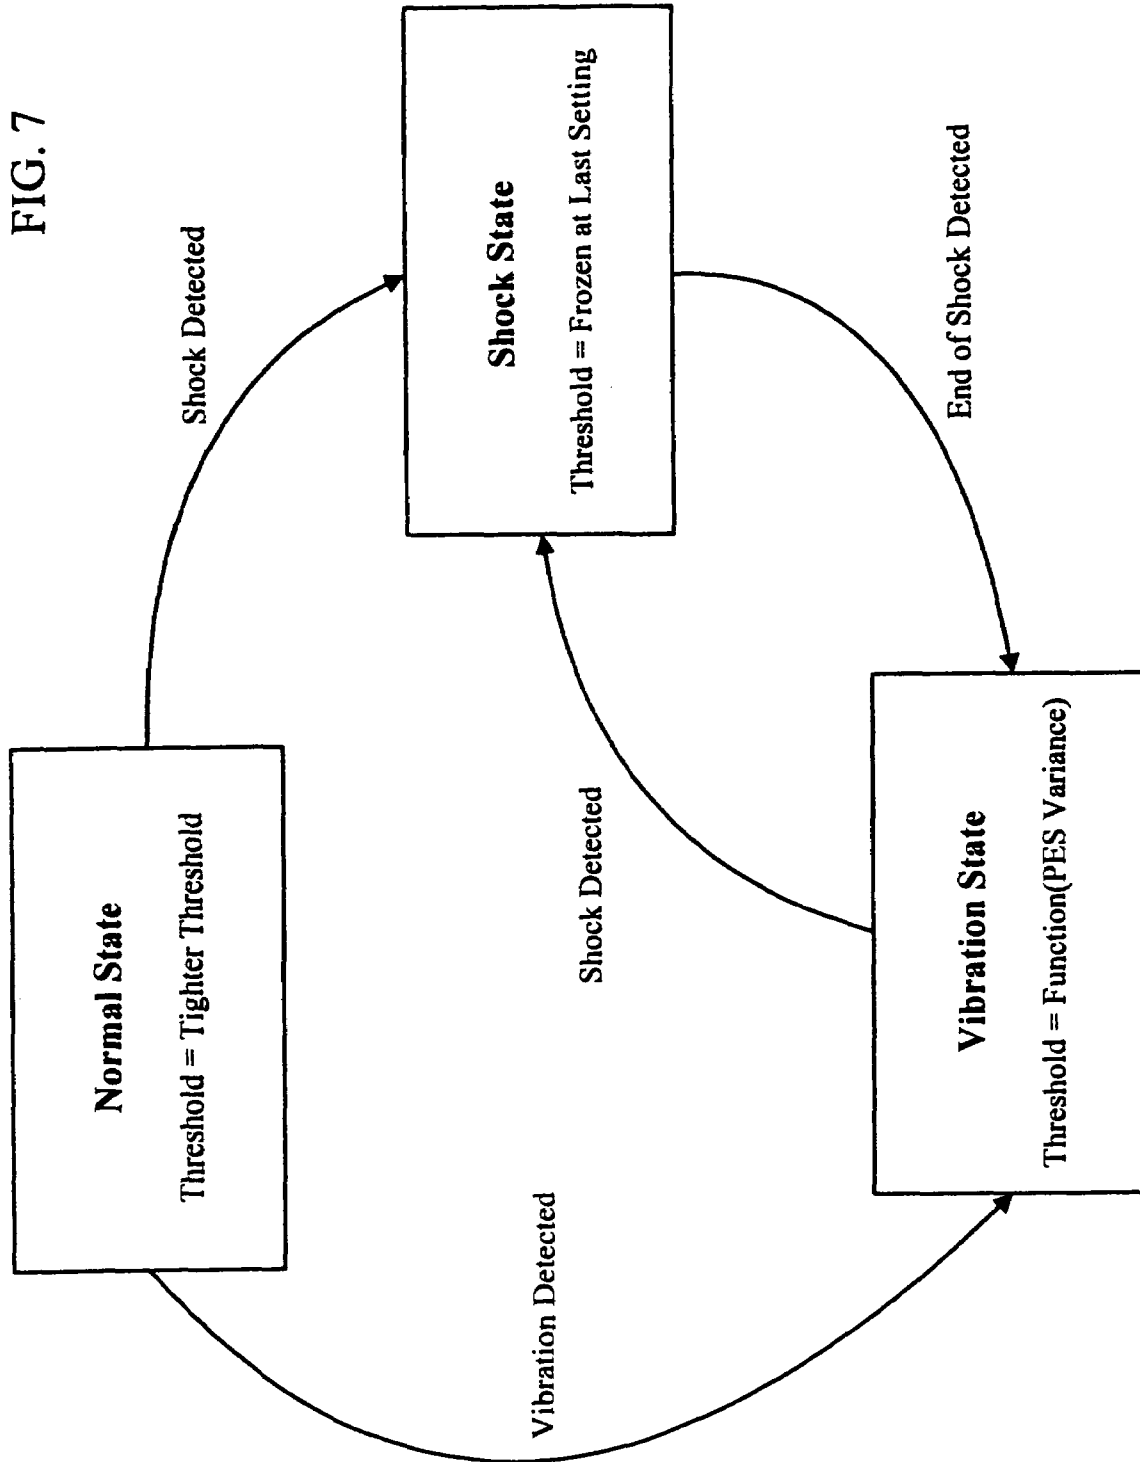 FIG. 7
Normal State
Threshold = Tighter Threshold
Shock Detected
Shock State
Threshold = Frozen at Last Setting
Vibration Detected
Shock Detected
End of Shock Detected
Vibration State
Threshold = Function(PES Variance)